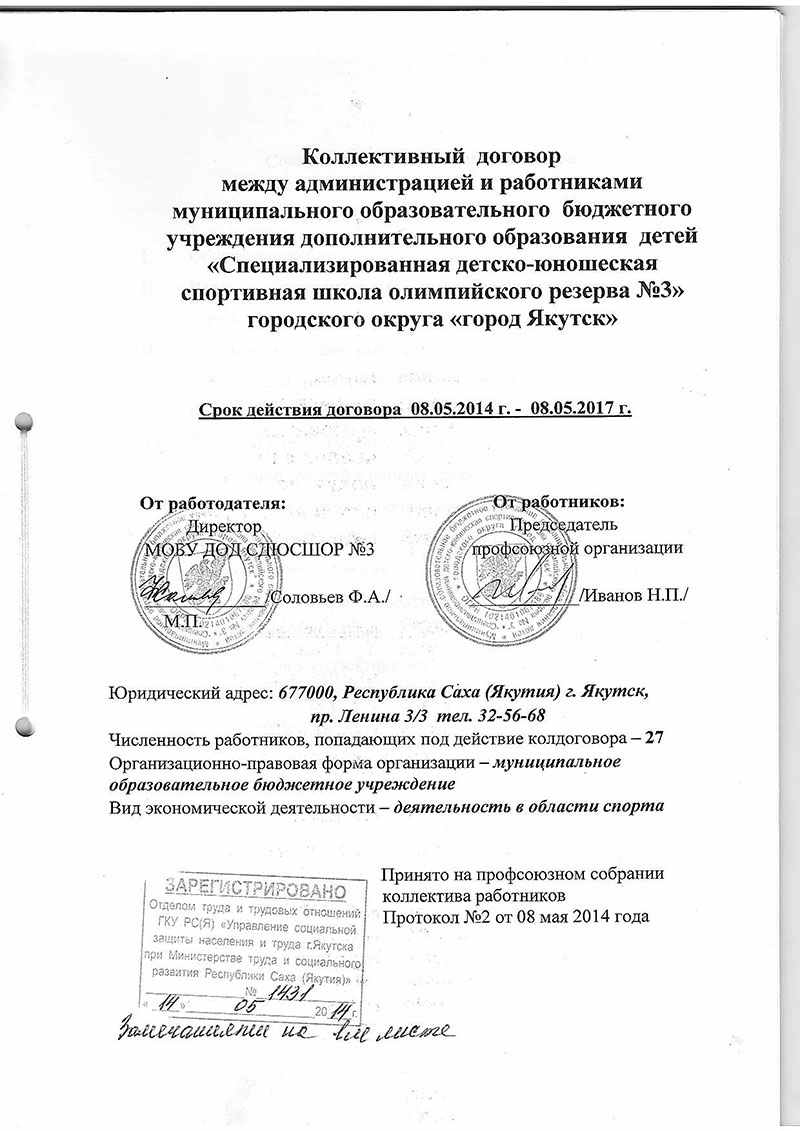 Коллективный договор
между администрацией и работниками
муниципального образовательного бюджетного
учреждения дополнительного образования детей
«Специализированная детско-юношеская
спортивная школа олимпийского резерва №3»
городского округа «город Якутск»
Срок действия договора 08.05.2014 г. - 08.05.2017 г.
От работодателя:
Директор
МОБУ ДОД СДЮСШОР №3
/Соловьев Ф.А./
М.П.
От работников:
Председатель
профсоюзной организации
/Иванов Н.П./
Юридический адрес: 677000, Республика Саха (Якутия) г. Якутск,
пр. Ленина 3/3 тел. 32-56-68
Численность работников, попадающих под действие колдоговора – 27
Организационно-правовая форма организации – муниципальное
образовательное бюджетное учреждение
Вид экономической деятельности – деятельность в области спорта
Принято на профсоюзном собрании
коллектива работников
Протокол №2 от 08 мая 2014 года
ЗАРЕГИСТРИРОВАНО
Отделом труда и трудовых отношений
ГКУ РС(Я) «Управление социальной
защиты населения и труда г.Якутска
при Министерстве труда и социального
развития Республики Саха (Якутия)»
№ 1431
« 14 » 05 2014 г.
на листе